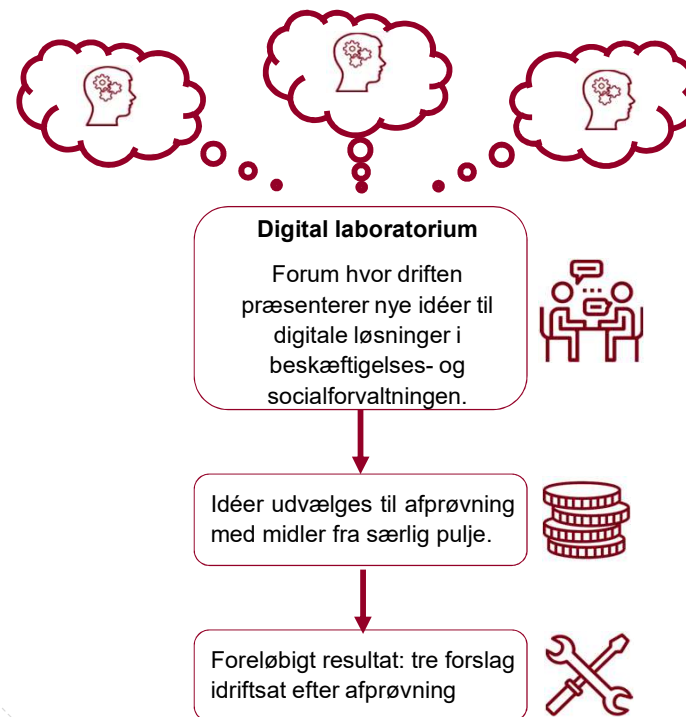 Digital laboratorium
Forum hvor driften
præsenterer nye idéer til
digitale løsninger i
beskæftigelses- og
socialforvaltningen.
Idéer udvælges til afprøvning
med midler fra særlig pulje.
Foreløbigt resultat: tre forslag
idriftsat efter afprøvning